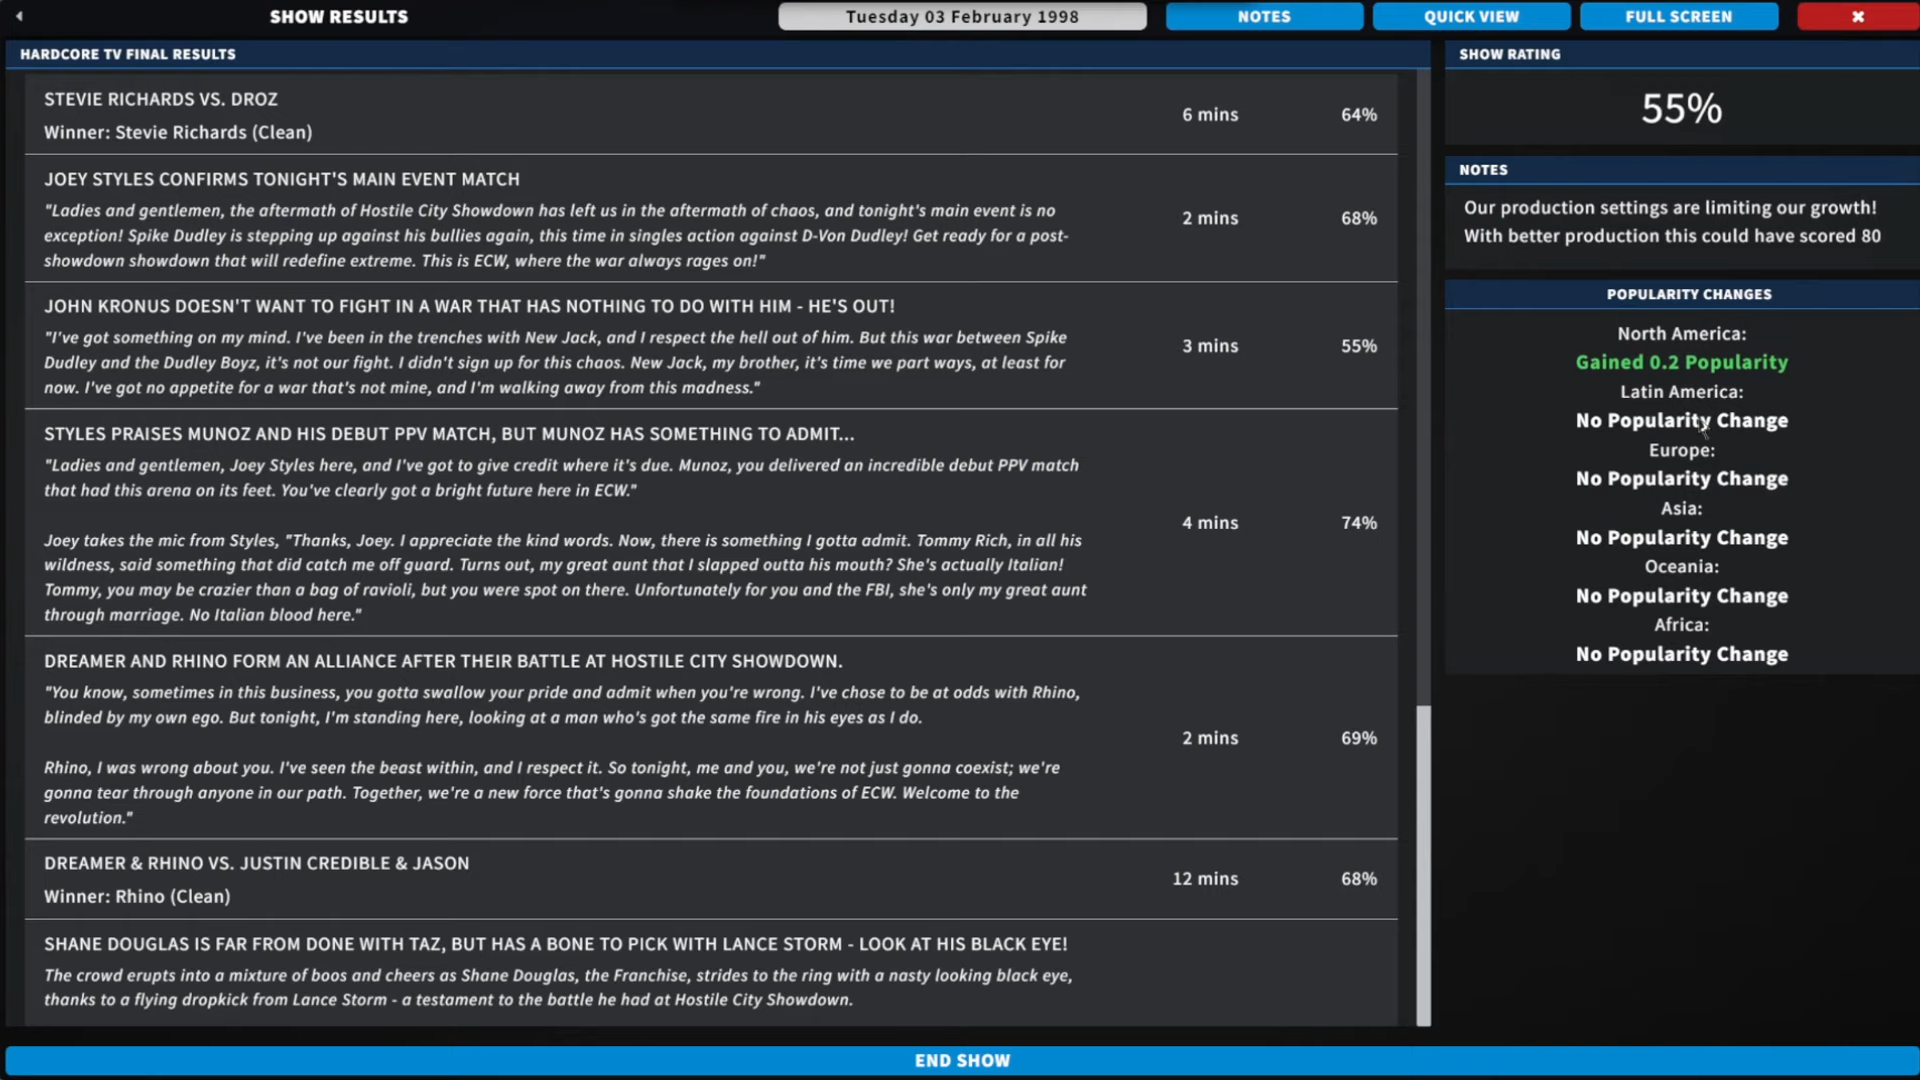 SHOW RESULTS
Tuesday 03 February 1998
NOTES
QUICK VIEW
FULL SCREEN
HARDCORE TV FINAL RESULTS
STEVIE RICHARDS VS. DROZ
Winner: Stevie Richards (Clean)
6 mins
64%
JOEY STYLES CONFIRMS TONIGHT'S MAIN EVENT MATCH
"Ladies and gentlemen, the aftermath of Hostile City Showdown has left us in the aftermath of chaos, and tonight's main event is no
exception! Spike Dudley is stepping up against his bullies again, this time in singles action against D-Von Dudley! Get ready for a post-
showdown showdown that will redefine extreme. This is ECW, where the war always rages on!"
2 mins
68%
JOHN KRONUS DOESN'T WANT TO FIGHT IN A WAR THAT HAS NOTHING TO DO WITH HIM - HE'S OUT!
"I've got something on my mind. I've been in the trenches with New Jack, and I respect the hell out of him. But this war between Spike
Dudley and the Dudley Boyz, it's not our fight. I didn't sign up for this chaos. New Jack, my brother, it's time we part ways, at least for
now. I've got no appetite for a war that's not mine, and I'm walking away from this madness."
3 mins
55%
STYLES PRAISES MUNOZ AND HIS DEBUT PPV MATCH, BUT MUNOZ HAS SOMETHING TO ADMIT...
"Ladies and gentlemen, Joey Styles here, and I've got to give credit where it's due. Munoz, you delivered an incredible debut PPV match
that had this arena on its feet. You've clearly got a bright future here in ECW."
Joey takes the mic from Styles, "Thanks, Joey. I appreciate the kind words. Now, there is something I gotta admit. Tommy Rich, in all his
wildness, said something that did catch me off guard. Turns out, my great aunt that I slapped outta his mouth? She's actually Italian!
Tommy, you may be crazier than a bag of ravioli, but you were spot on there. Unfortunately for you and the FBI, she's only my great aunt
through marriage. No Italian blood here."
4 mins
74%
DREAMER AND RHINO FORM AN ALLIANCE AFTER THEIR BATTLE AT HOSTILE CITY SHOWDOWN.
"You know, sometimes in this business, you gotta swallow your pride and admit when you're wrong. I've chose to be at odds with Rhino,
blinded by my own ego. But tonight, I'm standing here, looking at a man who's got the same fire in his eyes as I do.
Rhino, I was wrong about you. I've seen the beast within, and I respect it. So tonight, me and you, we're not just gonna coexist; we're
gonna tear through anyone in our path. Together, we're a new force that's gonna shake the foundations of ECW. Welcome to the
revolution."
2 mins
69%
DREAMER & RHINO VS. JUSTIN CREDIBLE & JASON
Winner: Rhino (Clean)
12 mins
68%
SHANE DOUGLAS IS FAR FROM DONE WITH TAZ, BUT HAS A BONE TO PICK WITH LANCE STORM - LOOK AT HIS BLACK EYE!
The crowd erupts into a mixture of boos and cheers as Shane Douglas, the Franchise, strides to the ring with a nasty looking black eye,
thanks to a flying dropkick from Lance Storm - a testament to the battle he had at Hostile City Showdown.
SHOW RATING
55%
NOTES
Our production settings are limiting our growth!
With better production this could have scored 80
POPULARITY CHANGES
North America:
Gained 0.2 Popularity
Latin America:
No Popularity Change
Europe:
No Popularity Change
Asia:
No Popularity Change
Oceania:
No Popularity Change
Africa:
No Popularity Change
END SHOW